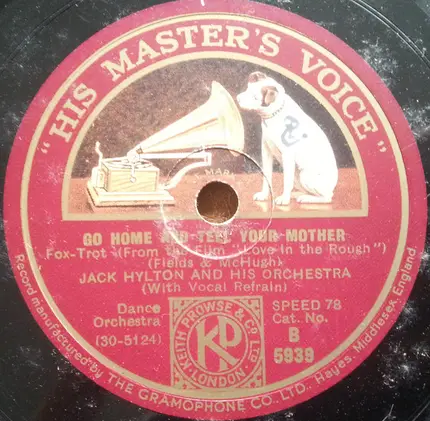 "HIS MASTER'S VOICE"
GO HOME AND TELL YOUR MOTHER
Fox-Trot (From the Film "Love in the Rough")
(Fields & McHugh)
JACK HYLTON AND HIS ORCHESTRA
(With Vocal Refrain)
Dance
Orchestra
(30-5124)
KEITH PROWSE & CO. LTD.
LONDON
KP
SPEED 78
Cat. No.
B
5939
Record manufactured by THE GRAMOPHONE CO., LTD., Hayes, Middlesex, England.